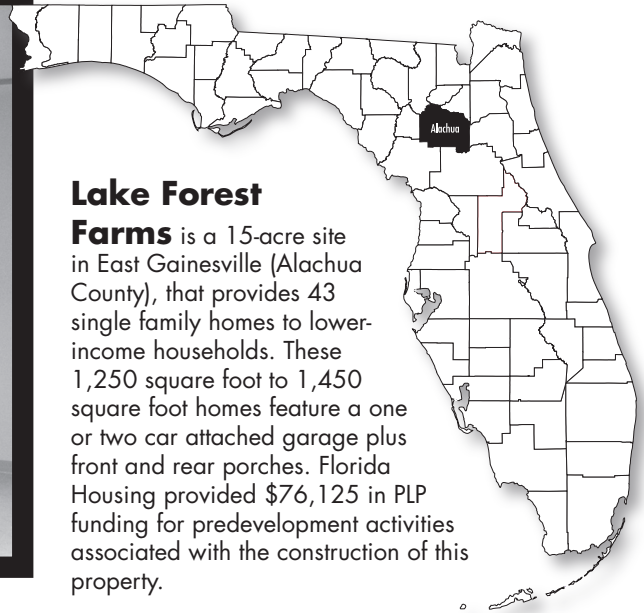 Alachua
Lake Forest
Farms is a 15-acre site
in East Gainesville (Alachua
County), that provides 43
single family homes to lower-
income households. These
1,250 square foot to 1,450
square foot homes feature a one
or two car attached garage plus
front and rear porches. Florida
Housing provided $76,125 in PLP
funding for predevelopment activities
associated with the construction of this
property.